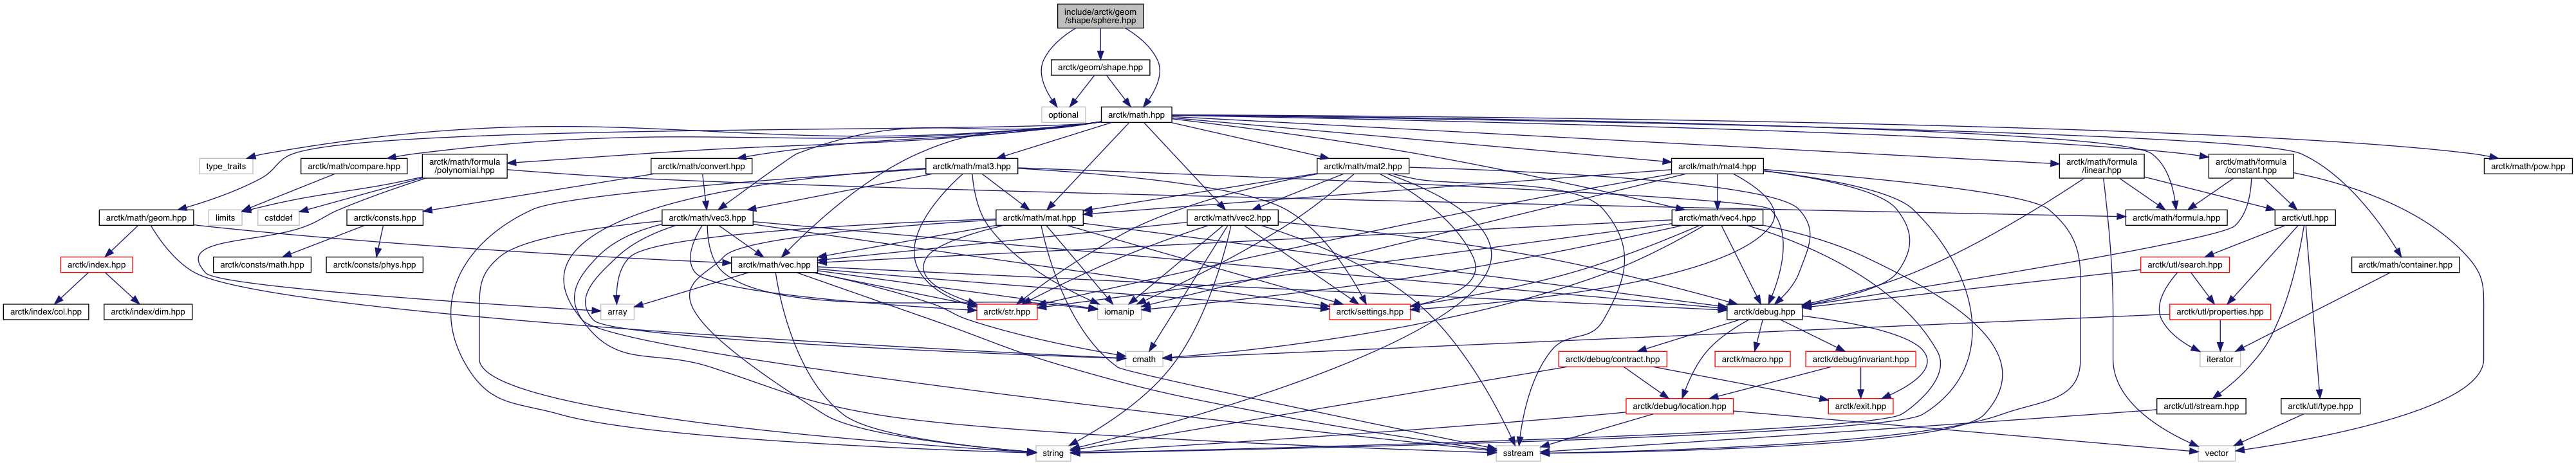 include/arctk/geom
/shape/sphere.hpp
arctk/geom/shape.hpp
optional
arctk/math.hpp
type_traits
arctk/math/compare.hpp
arctk/math/formula
/polynomial.hpp
arctk/math/convert.hpp
arctk/math/mat3.hpp
arctk/math/mat2.hpp
arctk/math/mat4.hpp
arctk/math/formula
/linear.hpp
arctk/math/formula
/constant.hpp
arctk/math/pow.hpp
arctk/math/geom.hpp
limits
cstddef
arctk/consts.hpp
arctk/math/vec3.hpp
arctk/math/mat.hpp
arctk/math/vec2.hpp
arctk/math/vec4.hpp
arctk/math/formula.hpp
arctk/utl.hpp
arctk/index.hpp
arctk/consts/math.hpp
arctk/consts/phys.hpp
arctk/math/vec.hpp
arctk/utl/search.hpp
arctk/math/container.hpp
arctk/index/col.hpp
arctk/index/dim.hpp
array
arctk/str.hpp
iomanip
arctk/settings.hpp
arctk/debug.hpp
arctk/utl/properties.hpp
cmath
arctk/debug/contract.hpp
arctk/macro.hpp
arctk/debug/invariant.hpp
iterator
arctk/debug/location.hpp
arctk/exit.hpp
arctk/utl/stream.hpp
arctk/utl/type.hpp
string
sstream
vector